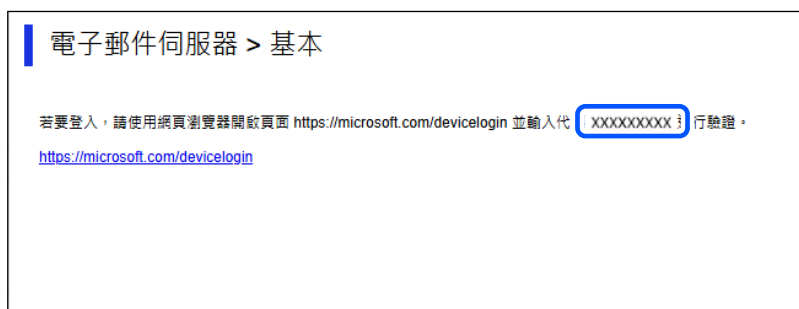 電子郵件伺服器 > 基本
若要登入，請使用網頁瀏覽器開啟頁面 https://microsoft.com/devicelogin 並輸入代 XXXXXXXXX 行驗證。
https://microsoft.com/devicelogin